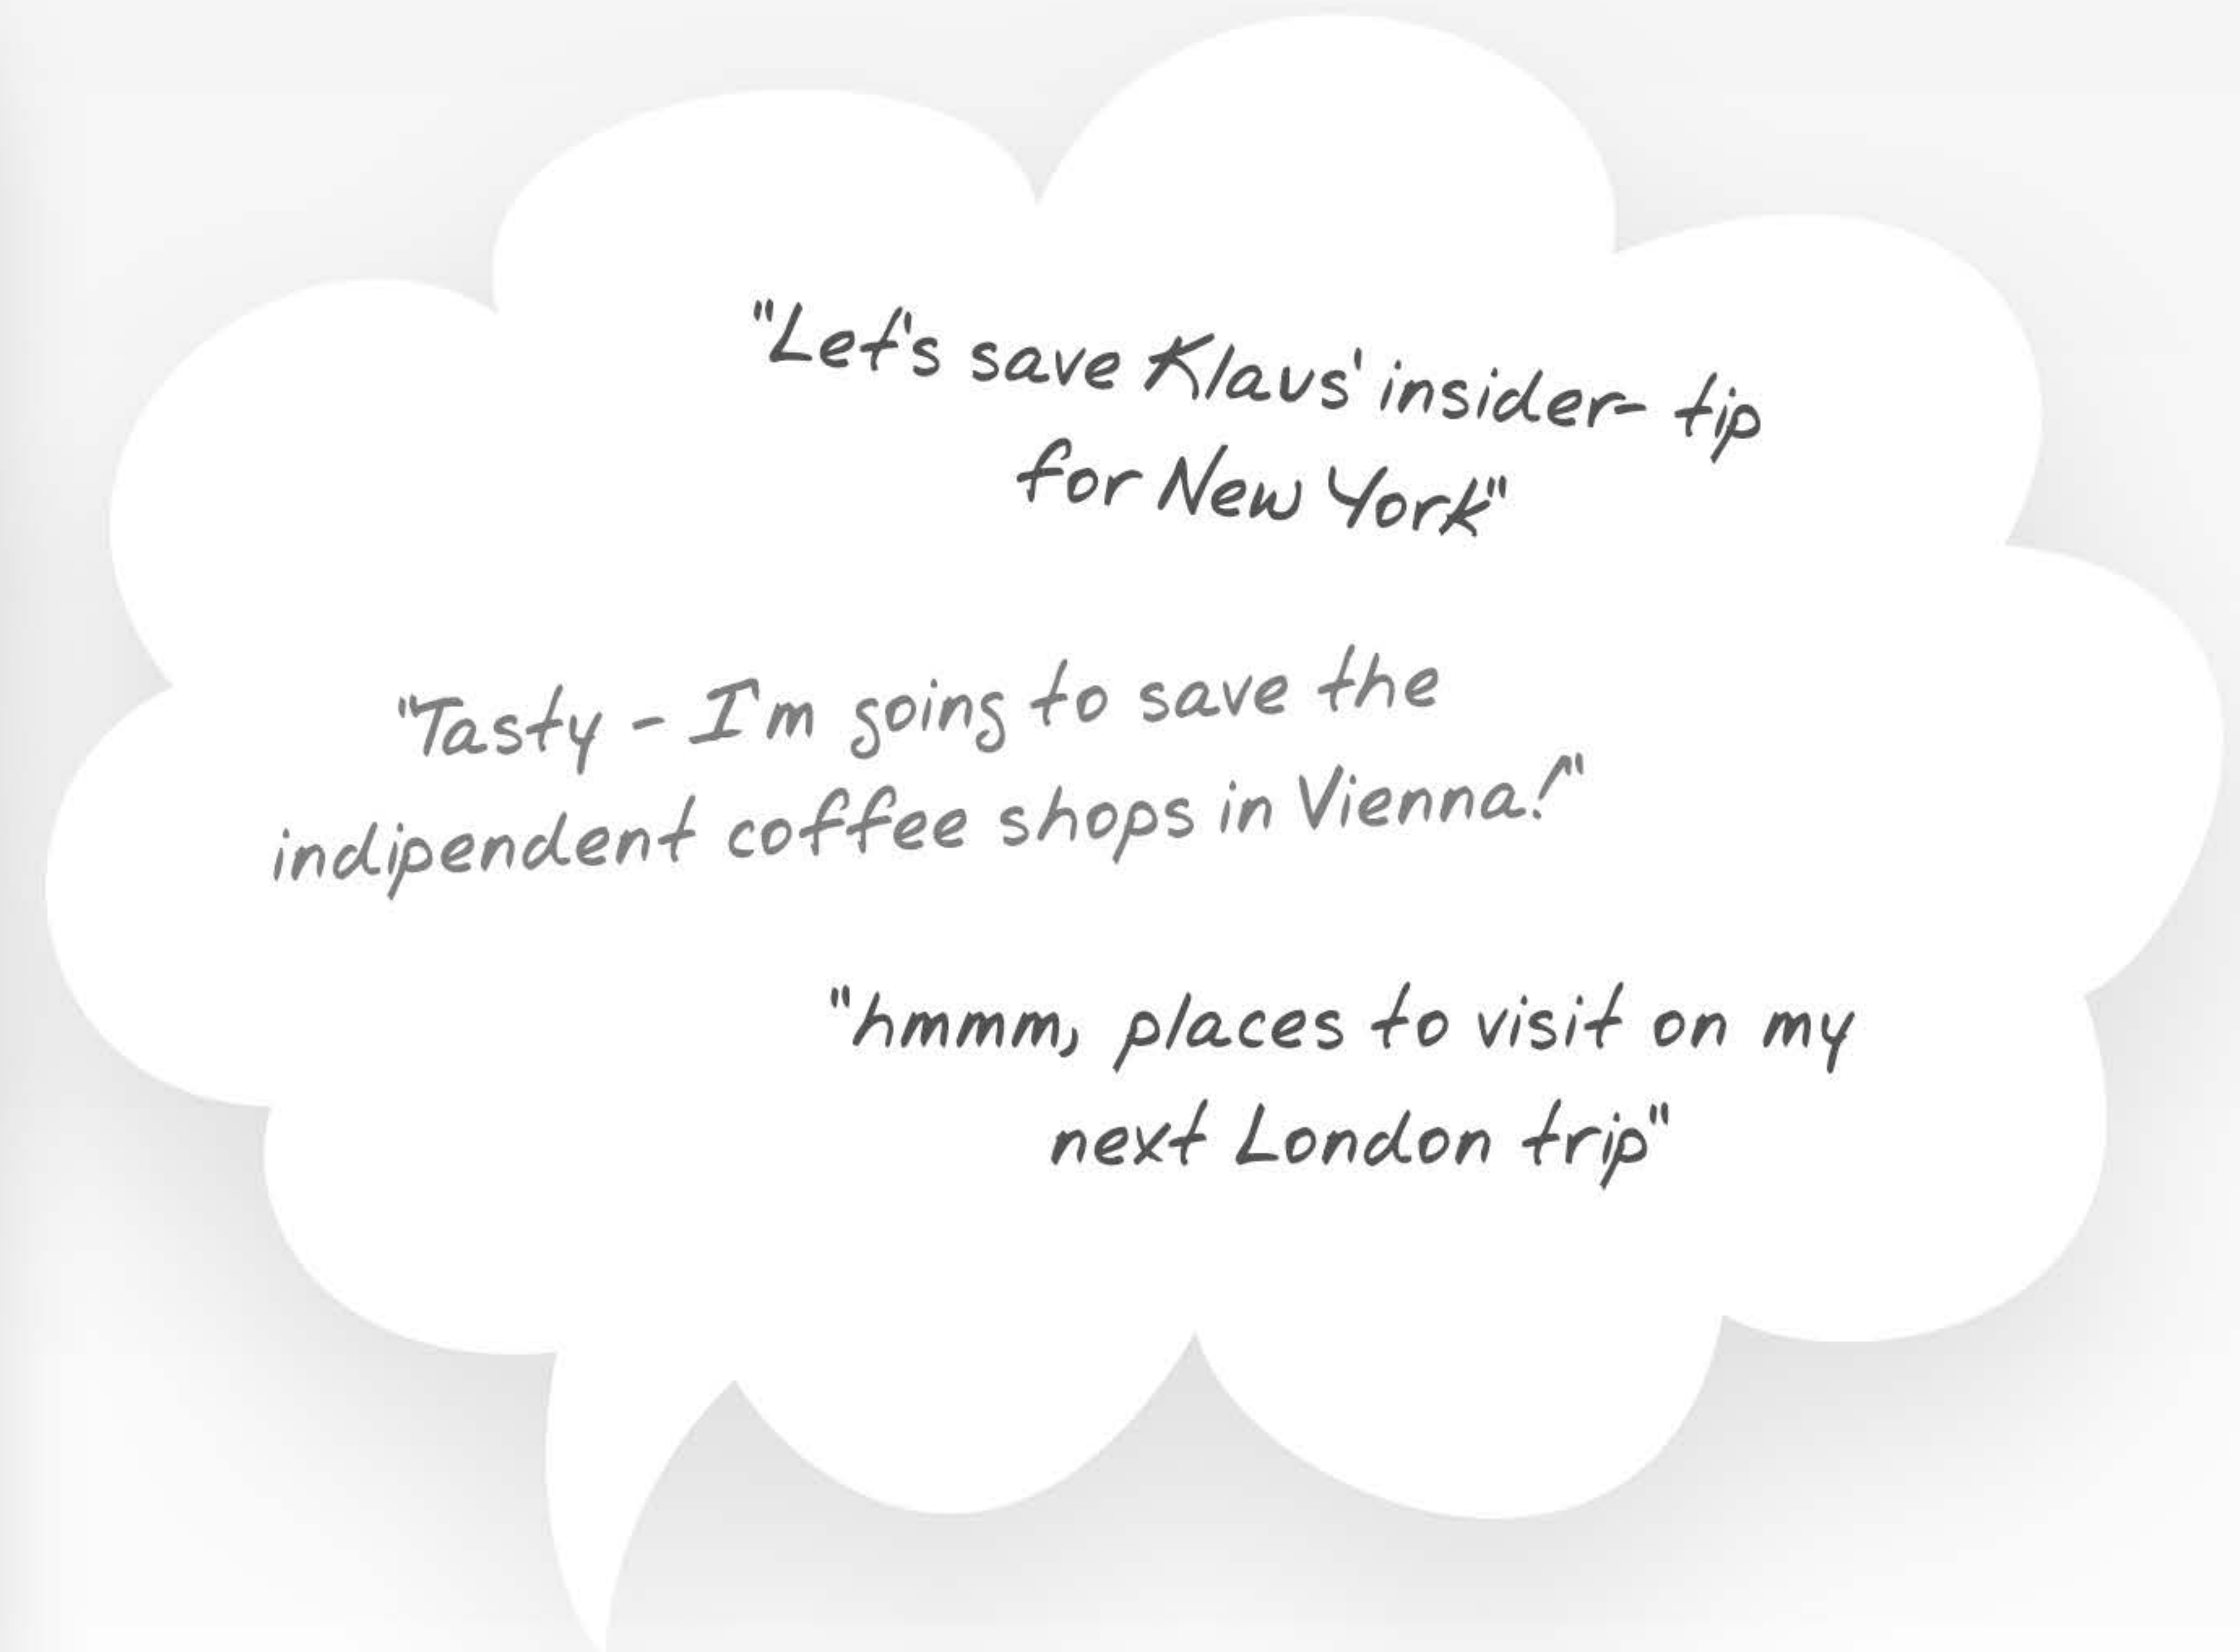 "Let's save Klaus' insider- tip
for New York"
"Tasty - I'm going to save the
indipendent coffee shops in Vienna!"
"hmmm, places to visit on my
next London trip"